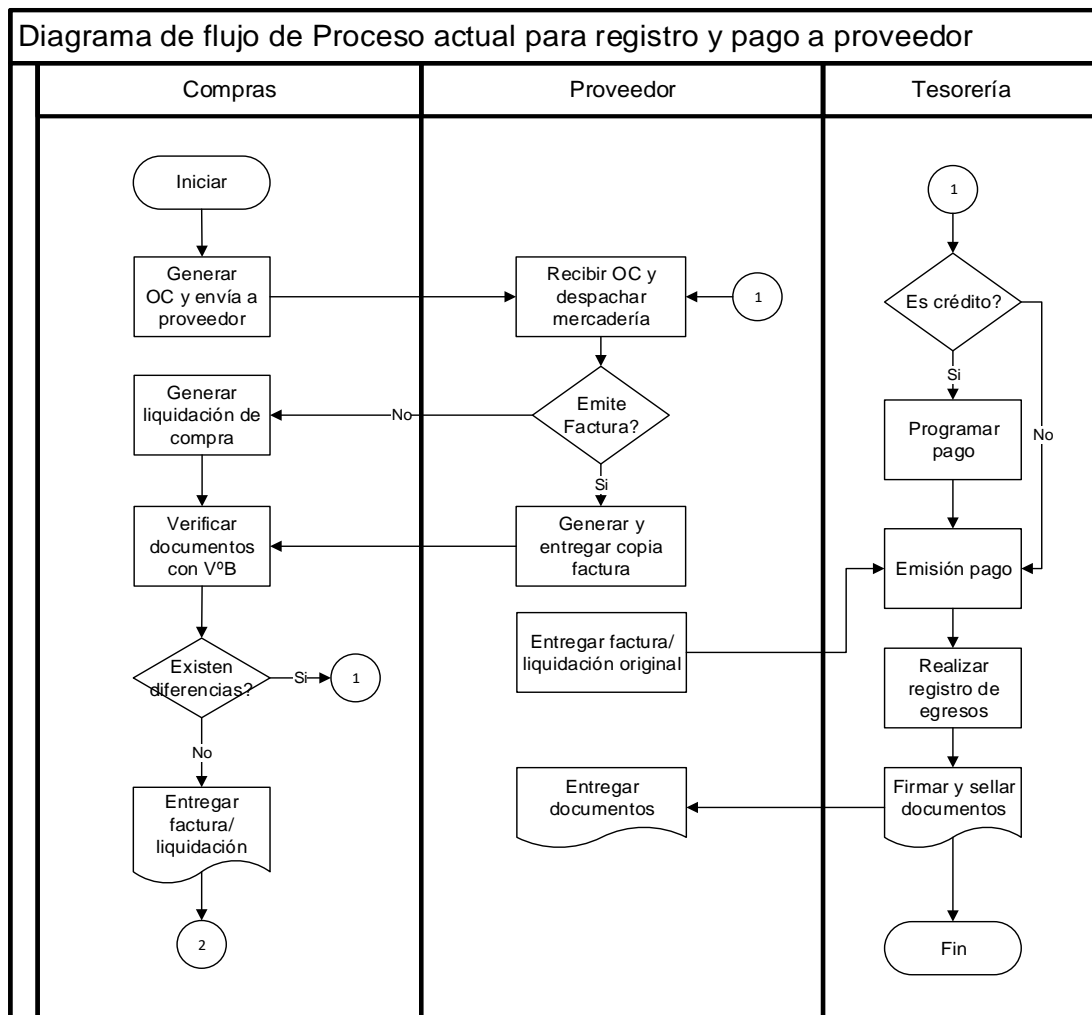 Diagrama de flujo de Proceso actual para registro y pago a proveedor
Compras
Proveedor
Tesorería
Iniciar
Generar
OC y envía a
proveedor
Generar
liquidación de
compra
Verificar
documentos
con VºB
Existen
diferencias?
Si
1
No
Entregar
factura/
liquidación
2
Recibir OC y
despachar
mercadería
1
Emite
Factura?
No
Si
Generar y
entregar copia
factura
Entregar factura/
liquidación original
Entregar
documentos
1
Es crédito?
Si
No
Programar
pago
Emisión pago
Realizar
registro de
egresos
Firmar y sellar
documentos
Fin